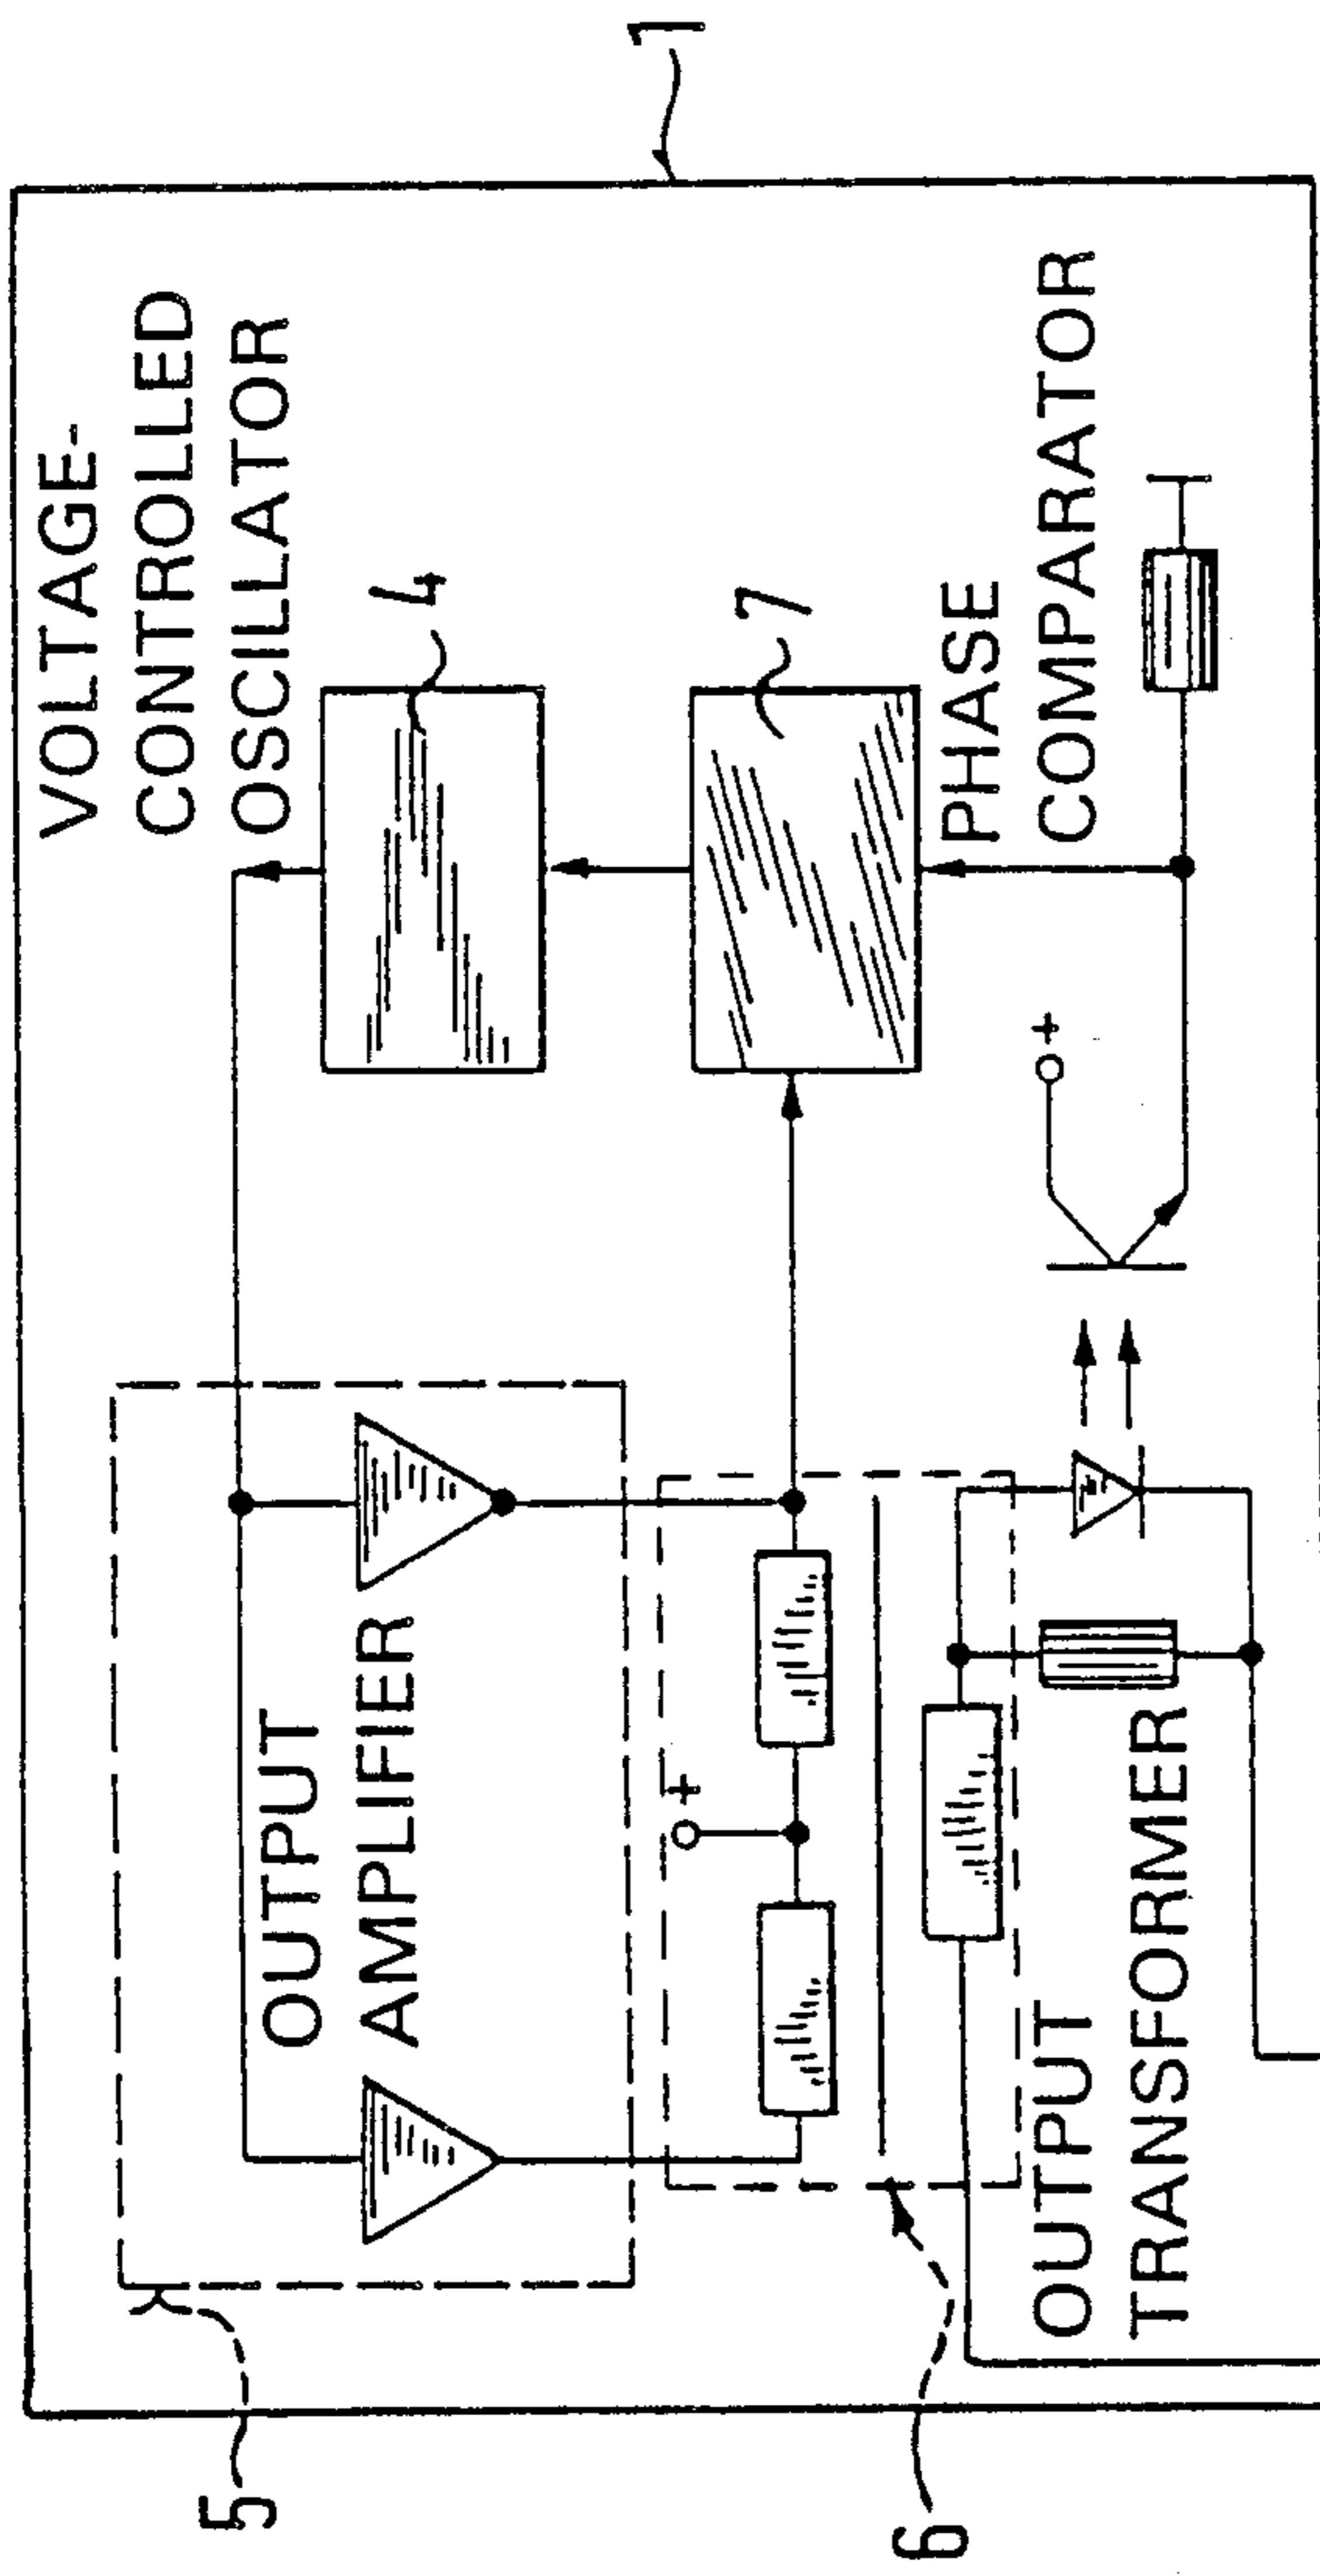 1
VOLTAGE-
CONTROLLED
OSCILLATOR
4
7
PHASE
COMPARATOR
+
OUTPUT
AMPLIFIER
+
OUTPUT
TRANSFORMER
5
6